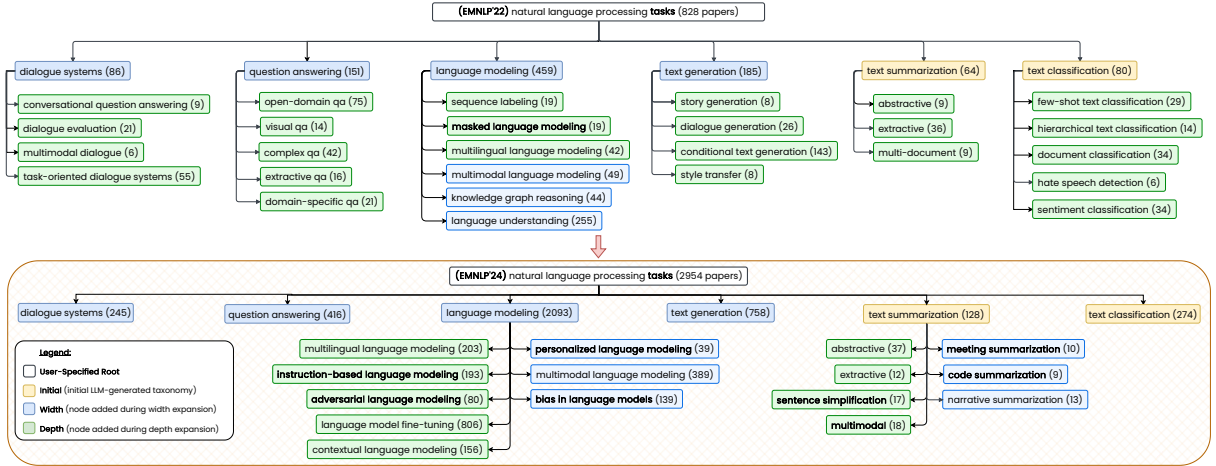 (EMNLP'22) natural language processing tasks (828 papers)
dialogue systems (86)
conversational question answering (9)
dialogue evaluation (21)
multimodal dialogue (6)
task-oriented dialogue systems (55)
question answering (151)
open-domain qa (75)
visual qa (14)
complex qa (42)
extractive qa (16)
domain-specific qa (21)
language modeling (459)
sequence labeling (19)
masked language modeling (19)
multilingual language modeling (42)
multimodal language modeling (49)
knowledge graph reasoning (44)
language understanding (255)
text generation (185)
story generation (8)
dialogue generation (26)
conditional text generation (143)
style transfer (8)
text summarization (64)
abstractive (9)
extractive (36)
multi-document (9)
text classification (80)
few-shot text classification (29)
hierarchical text classification (14)
document classification (34)
hate speech detection (6)
sentiment classification (34)
(EMNLP'24) natural language processing tasks (2954 papers)
dialogue systems (245)
question answering (416)
language modeling (2093)
text generation (758)
text summarization (128)
text classification (274)
multilingual language modeling (203)
instruction-based language modeling (193)
adversarial language modeling (80)
language model fine-tuning (806)
contextual language modeling (156)
personalized language modeling (39)
multimodal language modeling (389)
bias in language models (139)
abstractive (37)
extractive (12)
sentence simplification (17)
multimodal (18)
meeting summarization (10)
code summarization (9)
narrative summarization (13)
Legend:
User-Specified Root
Initial (initial LLM-generated taxonomy)
Width (node added during width expansion)
Depth (node added during depth expansion)